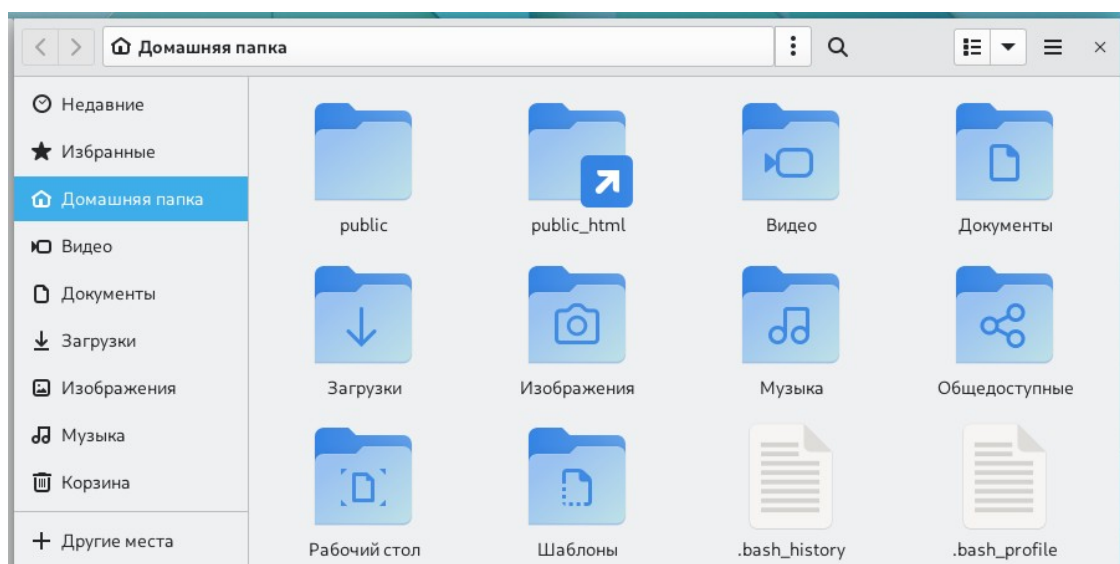 Домашняя папка
Недавние
Избранные
Домашняя папка
Видео
Документы
Загрузки
Изображения
Музыка
Корзина
Другие места
public
public_html
Видео
Документы
Загрузки
Изображения
Музыка
Общедоступные
Рабочий стол
Шаблоны
.bash_history
.bash_profile